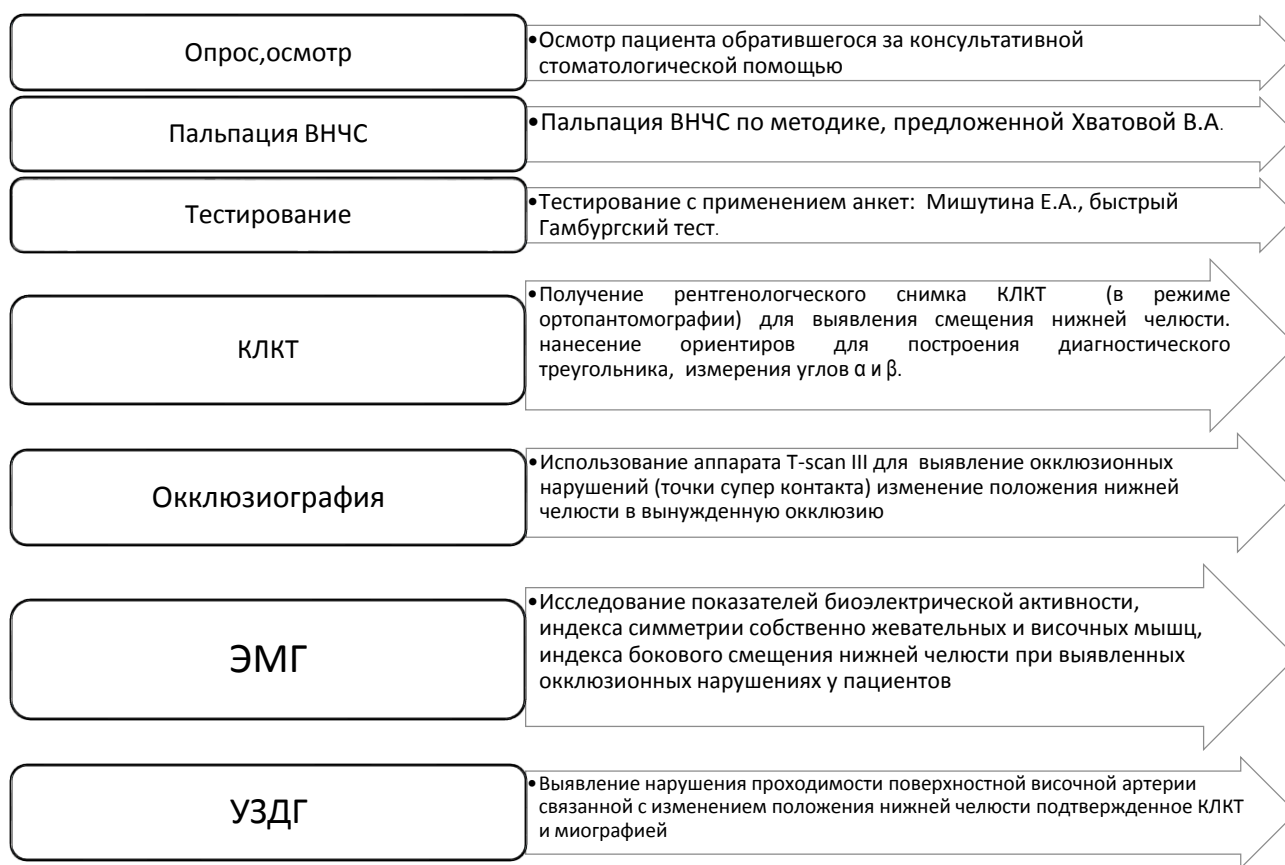 Опрос,осмотр
•Осмотр пациента обратившегося за консультативной
стоматологической помощью
Пальпация ВНЧС
•Пальпация ВНЧС по методике, предложенной Хватовой В.А.
Тестирование
•Тестирование с применением анкет: Мишутина Е.А., быстрый
Гамбургский тест.
КЛКТ
•Получение рентгенологческого снимка КЛКТ (в режиме
ортопантомографии) для выявления смещения нижней челюсти.
нанесение ориентиров для построения диагностического
треугольника, измерения углов α и β.
Окклюзиография
•Использование аппарата T-scan III для выявление окклюзионных
нарушений (точки супер контакта) изменение положения нижней
челюсти в вынужденную окклюзию
ЭМГ
•Исследование показателей биоэлектрической активности,
индекса симметрии собственно жевательных и височных мышц,
индекса бокового смещения нижней челюсти при выявленных
окклюзионных нарушениях у пациентов
УЗДГ
•Выявление нарушения проходимости поверхностной височной артерии
связанной с изменением положения нижней челюсти подтвержденное КЛКТ
и миографией